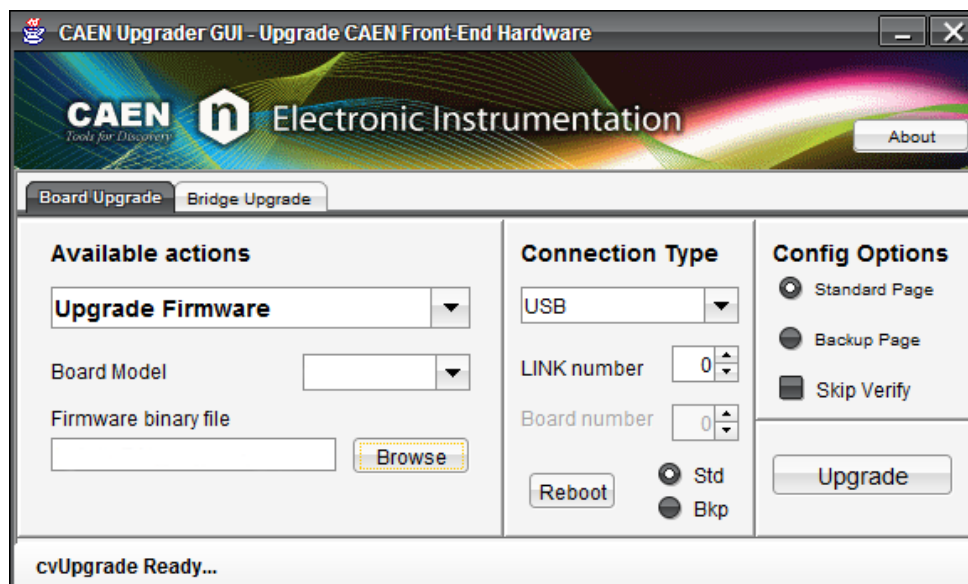 CAEN Upgrader GUI - Upgrade CAEN Front-End Hardware
CAEN
Tools for Discovery
n
Electronic Instrumentation
About
Board Upgrade
Bridge Upgrade
Available actions
Upgrade Firmware
Board Model
Firmware binary file
Browse
Connection Type
USB
LINK number 0
Board number 0
Reboot
Std
Bkp
Config Options
Standard Page
Backup Page
Skip Verify
Upgrade
cvUpgrade Ready...